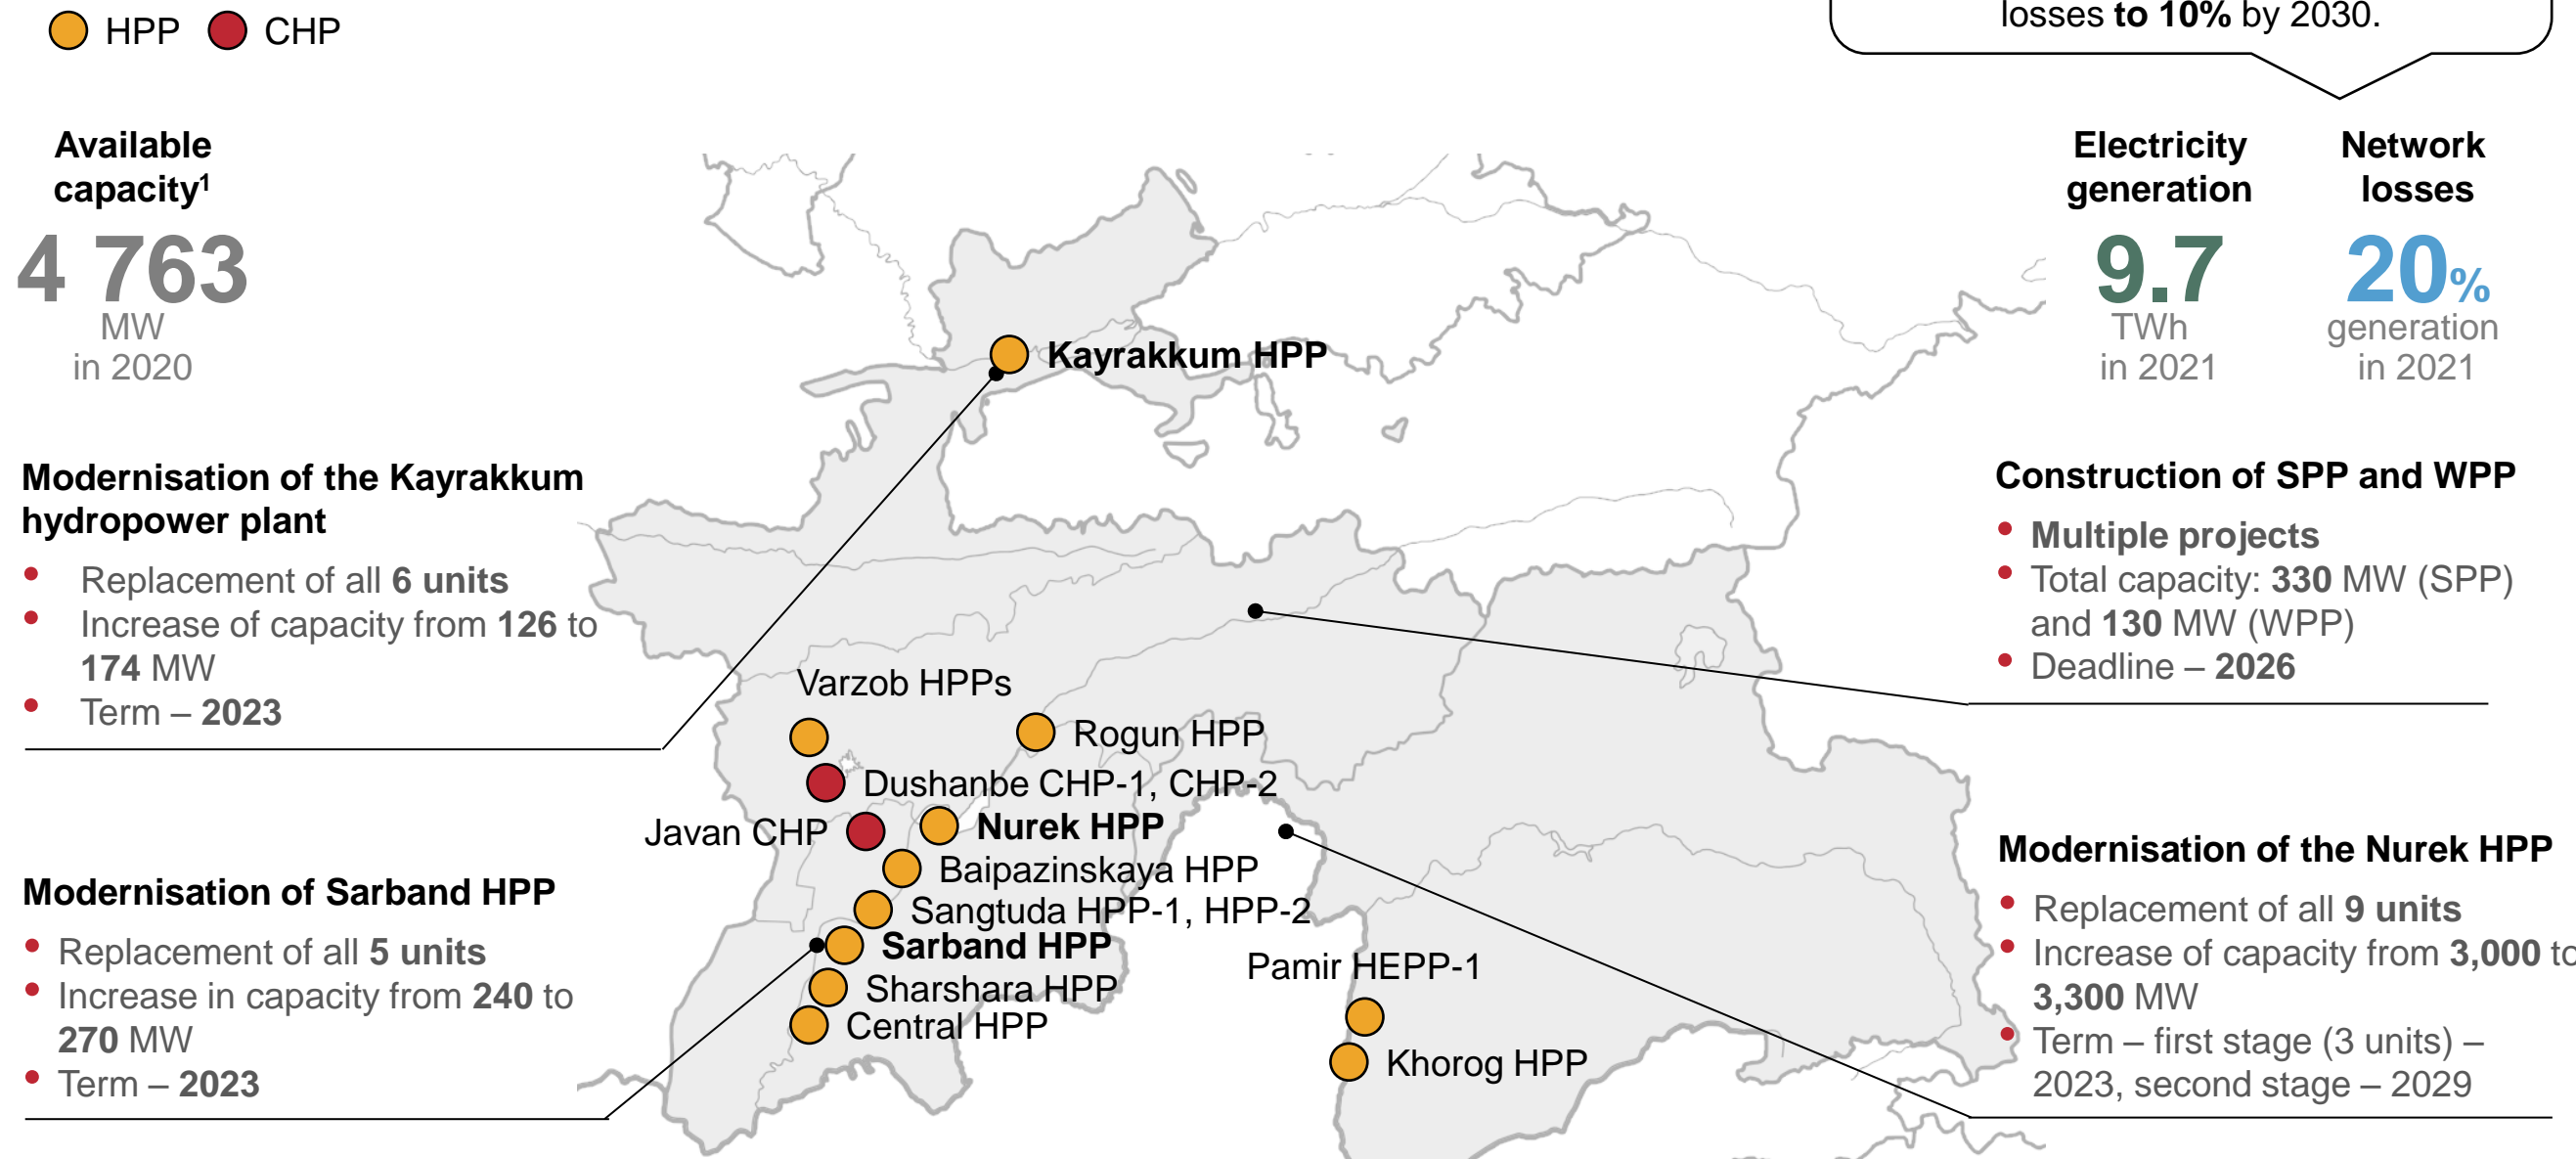 HPP CHP
losses to 10% by 2030.
Available
capacity¹
4 763
MW
in 2020
Electricity
generation
9.7
TWh
in 2021
Network
losses
20%
generation
in 2021
Modernisation of the Kayrakkum
hydropower plant
• Replacement of all 6 units
• Increase of capacity from 126 to
174 MW
• Term – 2023
Modernisation of Sarband HPP
• Replacement of all 5 units
• Increase in capacity from 240 to
270 MW
• Term – 2023
Kayrakkum HPP
Varzob HPPs
Rogun HPP
Dushanbe CHP-1, CHP-2
Javan CHP
Nurek HPP
Baipazinskaya HPP
Sangtuda HPP-1, HPP-2
Sarband HPP
Sharshara HPP
Central HPP
Pamir HEPP-1
Khorog HPP
Construction of SPP and WPP
• Multiple projects
• Total capacity: 330 MW (SPP)
and 130 MW (WPP)
• Deadline – 2026
Modernisation of the Nurek HPP
• Replacement of all 9 units
• Increase of capacity from 3,000 to
3,300 MW
• Term – first stage (3 units) –
2023, second stage – 2029